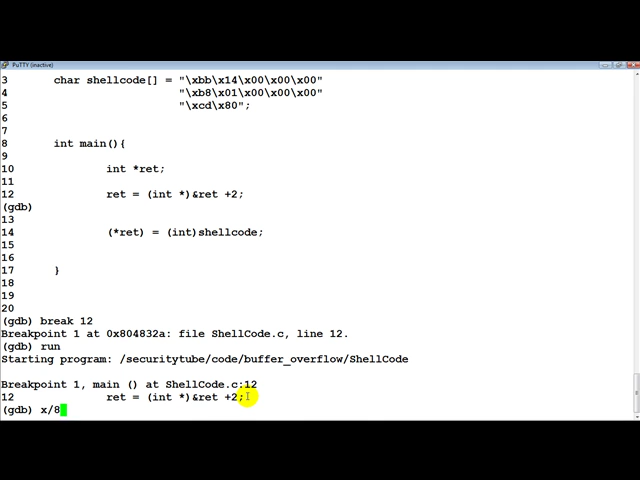 PuTTY (inactive)
3 char shellcode[] = "\xbb\x14\x00\x00\x00"
4 "\xb8\x01\x00\x00\x00"
5 "\xcd\x80";
6
7
8 int main(){
9
10 int *ret;
11
12 ret = (int *)&ret +2;
(gdb)
13
14 (*ret) = (int)shellcode;
15
16
17 }
18
19
20
(gdb) break 12
Breakpoint 1 at 0x804832a: file ShellCode.c, line 12.
(gdb) run
Starting program: /securitytube/code/buffer_overflow/ShellCode
Breakpoint 1, main () at ShellCode.c:12
12 ret = (int *)&ret +2;
(gdb) x/8